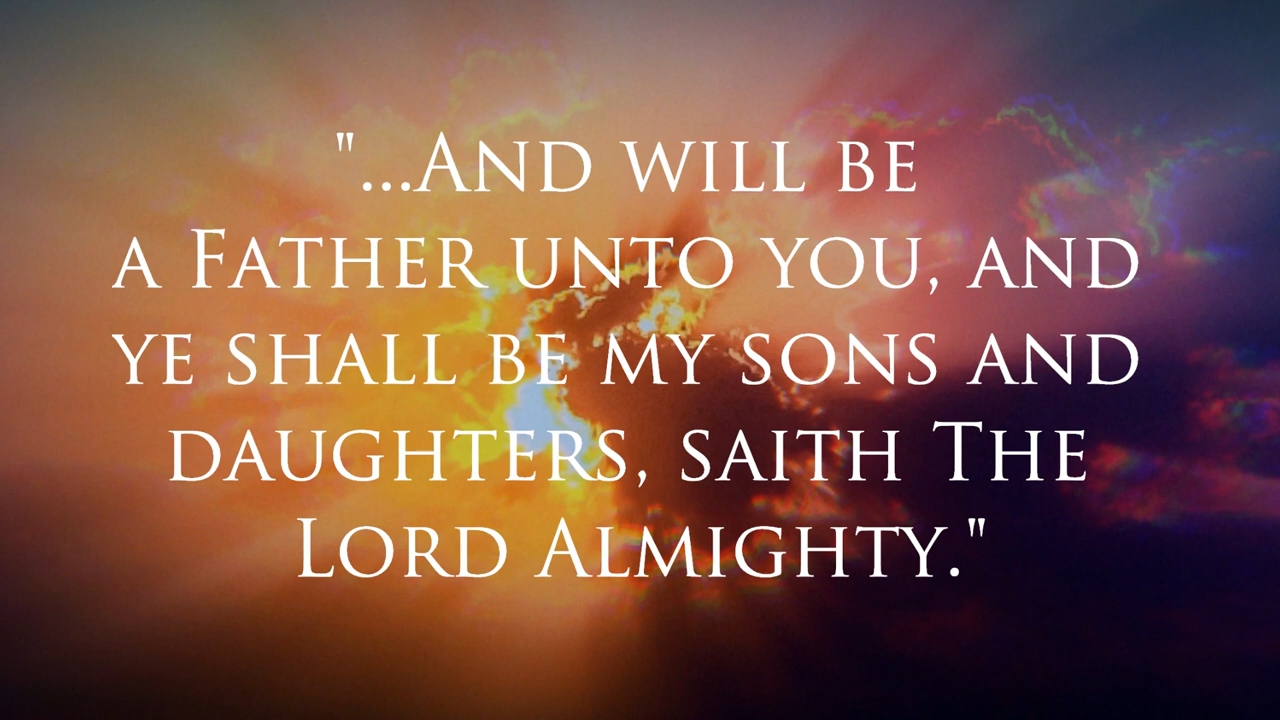 "...And will be
a Father unto you, and
ye shall be my sons and
daughters, saith The
Lord Almighty."